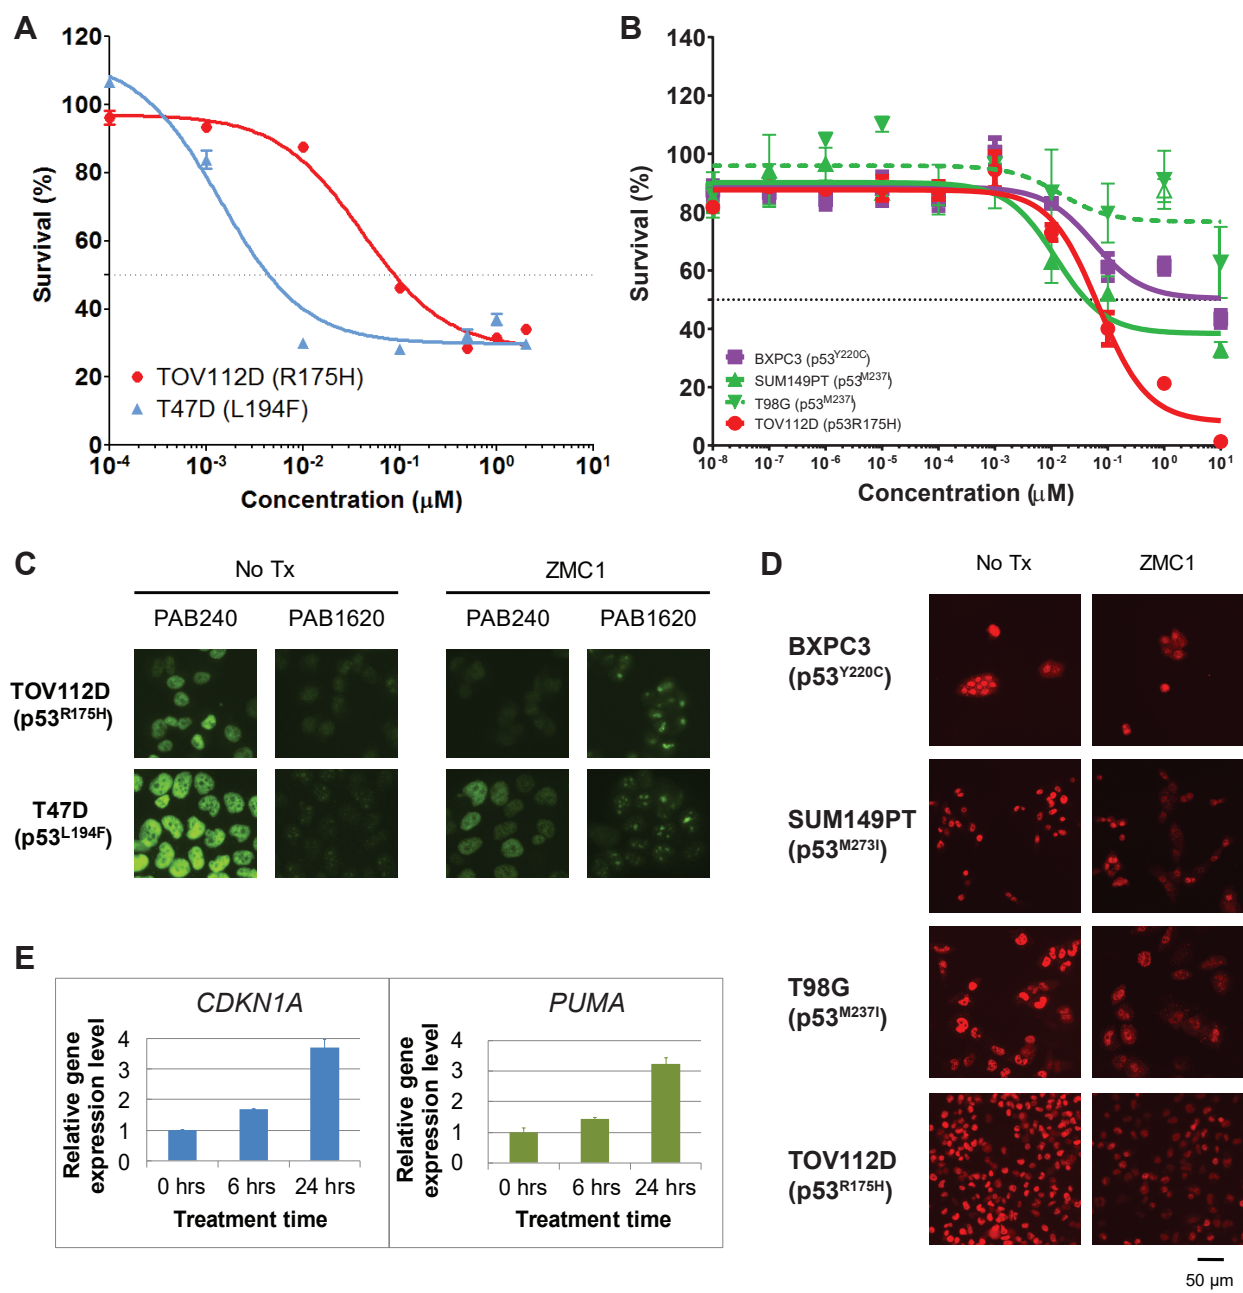 A
120
100
80
60
40
20
0
Survival (%)
TOV112D (R175H)
T47D (L194F)
10-4
10-3
10-2
10-1
100
101
Concentration (µM)
B
140
120
100
80
60
40
20
0
Survival (%)
BXPC3 (p53Y220C)
SUM149PT (p53M237I)
T98G (p53M237I)
TOV112D (p53R175H)
10-8
10-7
10-6
10-5
10-4
10-3
10-2
10-1
100
101
Concentration (µM)
C
No Tx
ZMC1
PAB240
PAB1620
PAB240
PAB1620
TOV112D
(p53R175H)
T47D
(p53L194F)
D
No Tx
ZMC1
BXPC3
(p53Y220C)
SUM149PT
(p53M273I)
T98G
(p53M237I)
TOV112D
(p53R175H)
50 µm
E
CDKN1A
Relative gene
expression level
4
3
2
1
0
0 hrs
6 hrs
24 hrs
Treatment time
PUMA
Relative gene
expression level
4
3
2
1
0
0 hrs
6 hrs
24 hrs
Treatment time